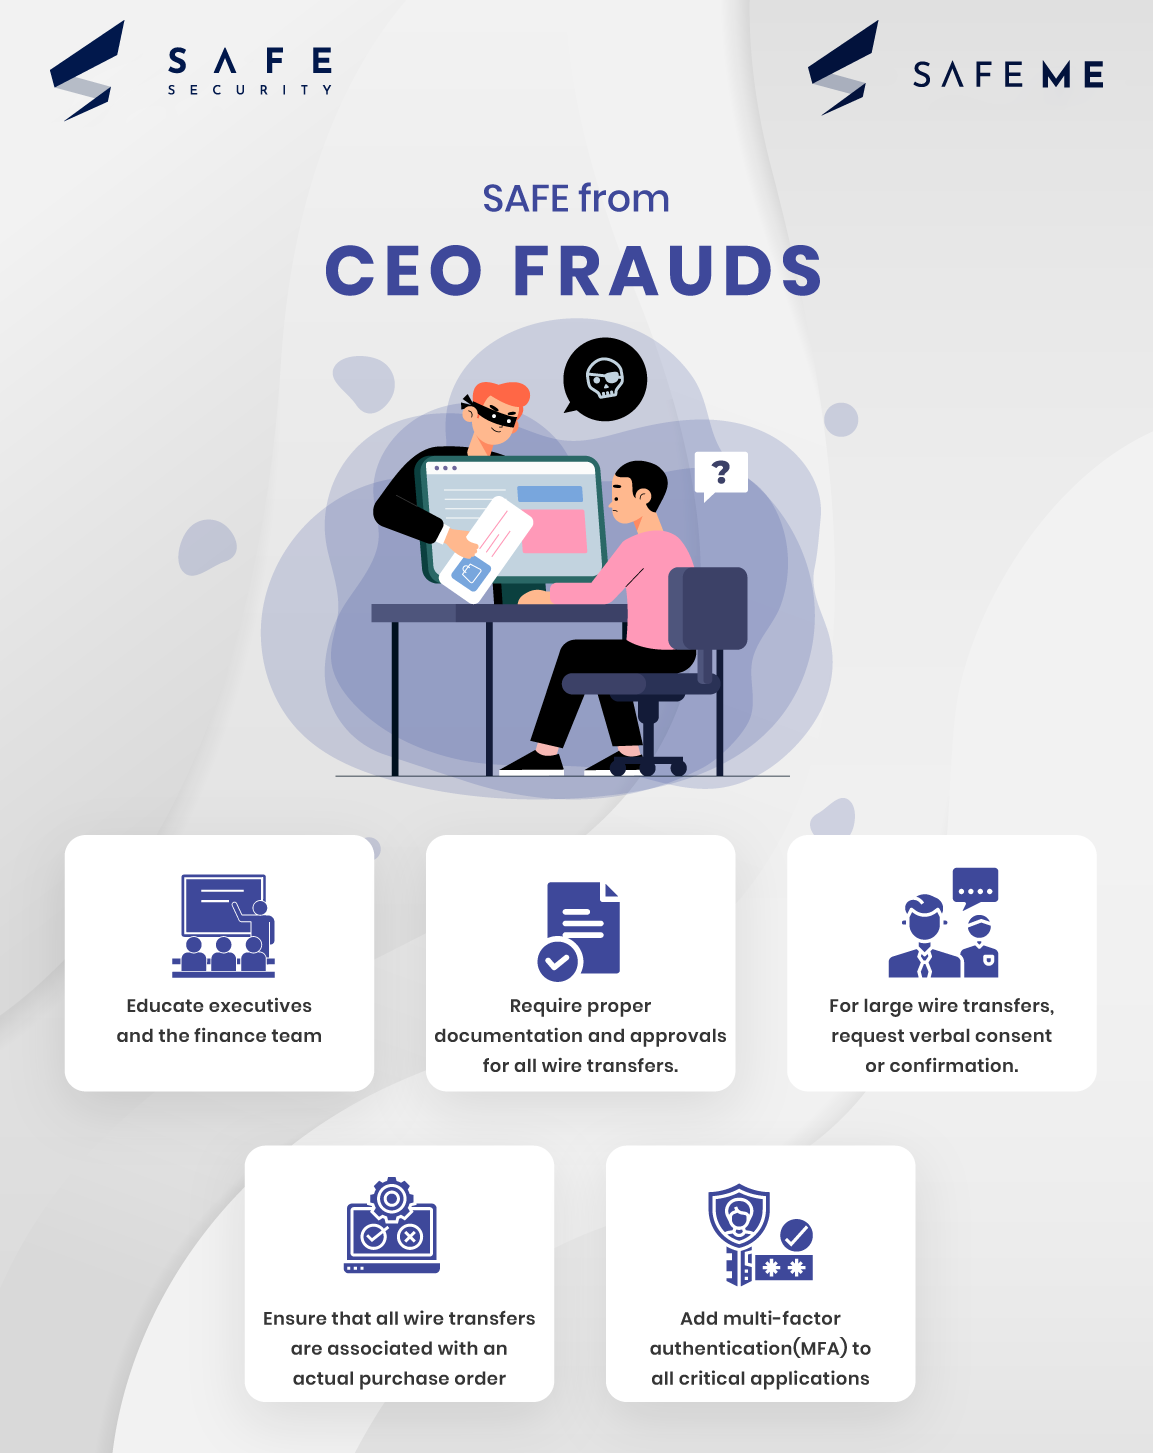 SAFE
SECURITY
SAFE ME
SAFE from
CEO FRAUDS
?
Educate executives
and the finance team
Require proper
documentation and approvals
for all wire transfers.
For large wire transfers,
request verbal consent
or confirmation.
Ensure that all wire transfers
are associated with an
actual purchase order
Add multi-factor
authentication(MFA) to
all critical applications